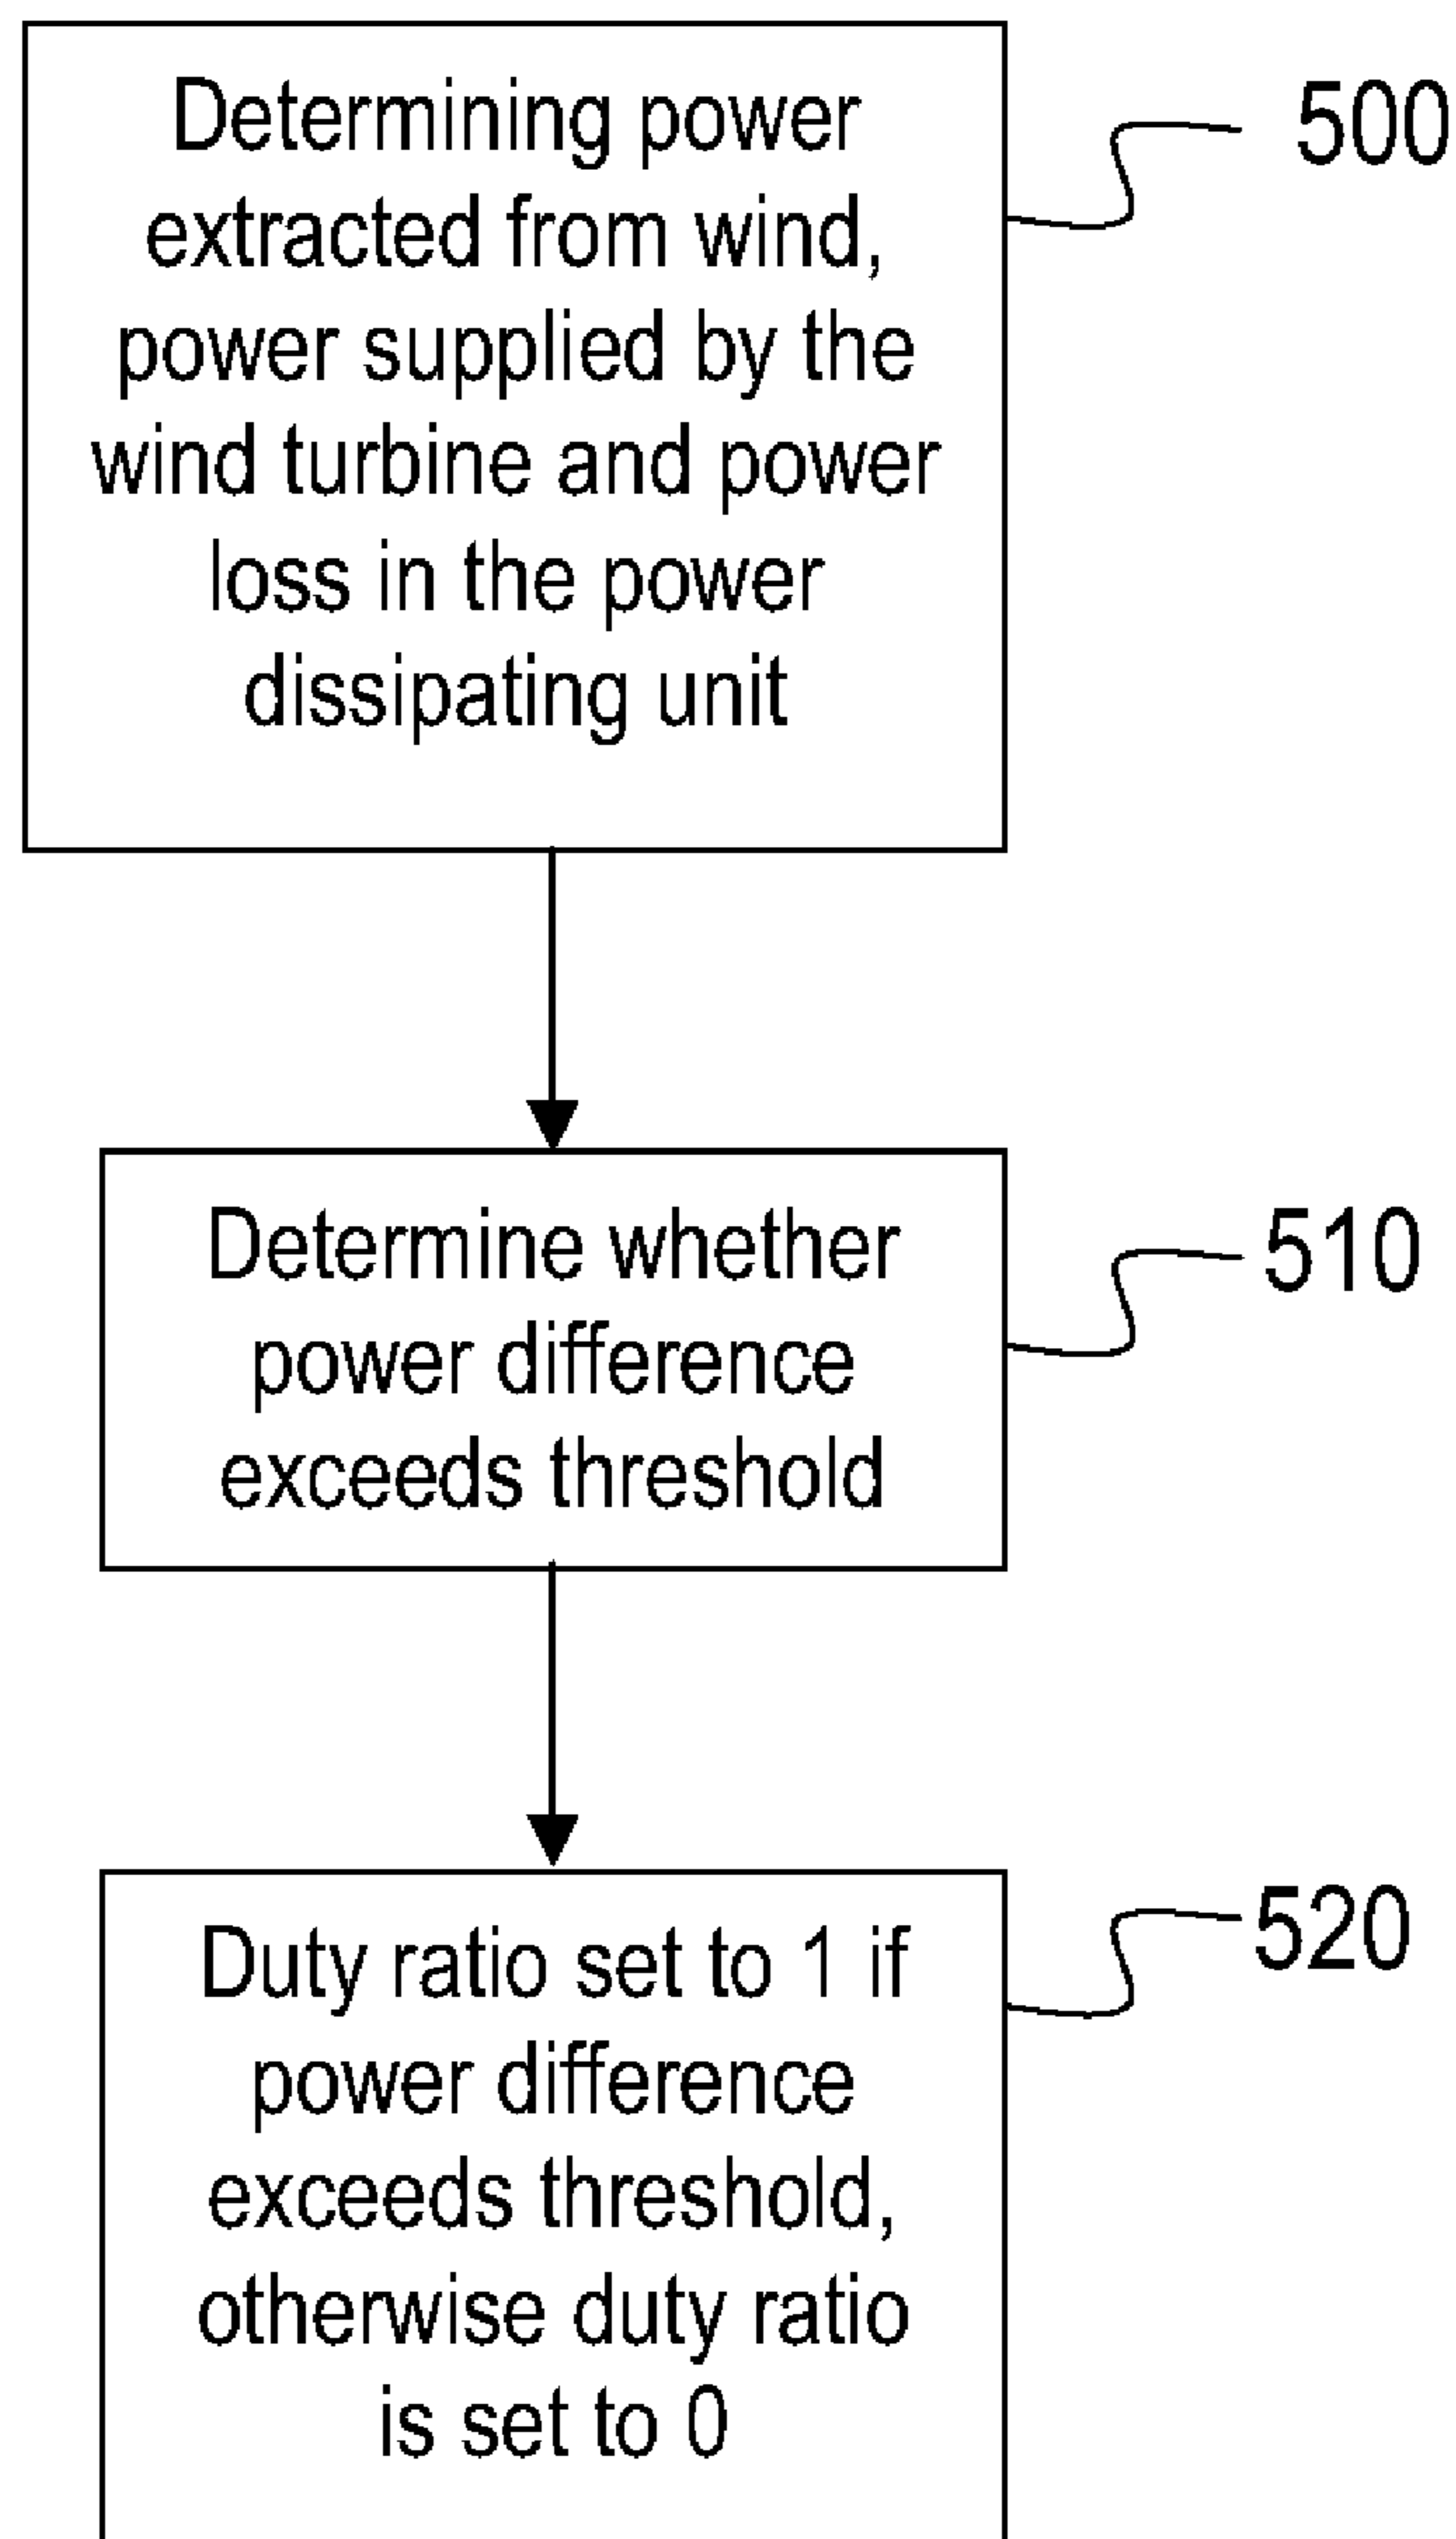 Determining power
extracted from wind,
power supplied by the
wind turbine and power
loss in the power
dissipating unit
500
Determine whether
power difference
exceeds threshold
510
Duty ratio set to 1 if
power difference
exceeds threshold,
otherwise duty ratio
is set to 0
520